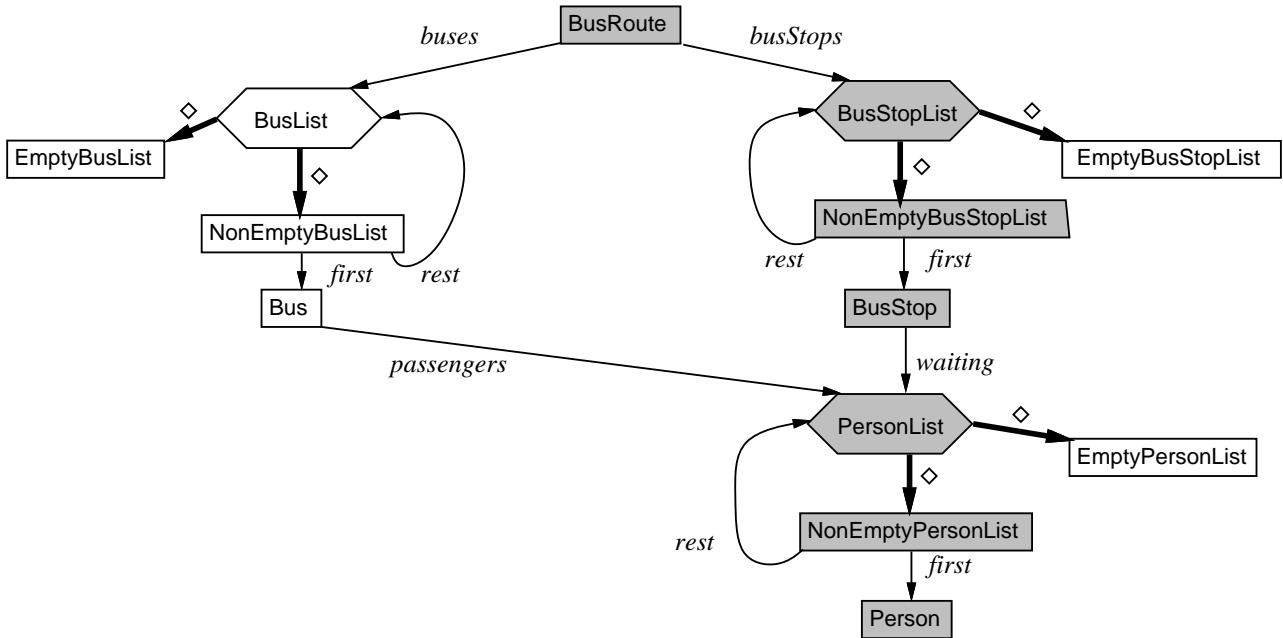 BusRoute
buses
busStops
BusList
BusStopList
EmptyBusList
EmptyBusStopList
NonEmptyBusList
NonEmptyBusStopList
rest
first
rest
first
Bus
BusStop
passengers
waiting
PersonList
EmptyPersonList
NonEmptyPersonList
rest
first
Person